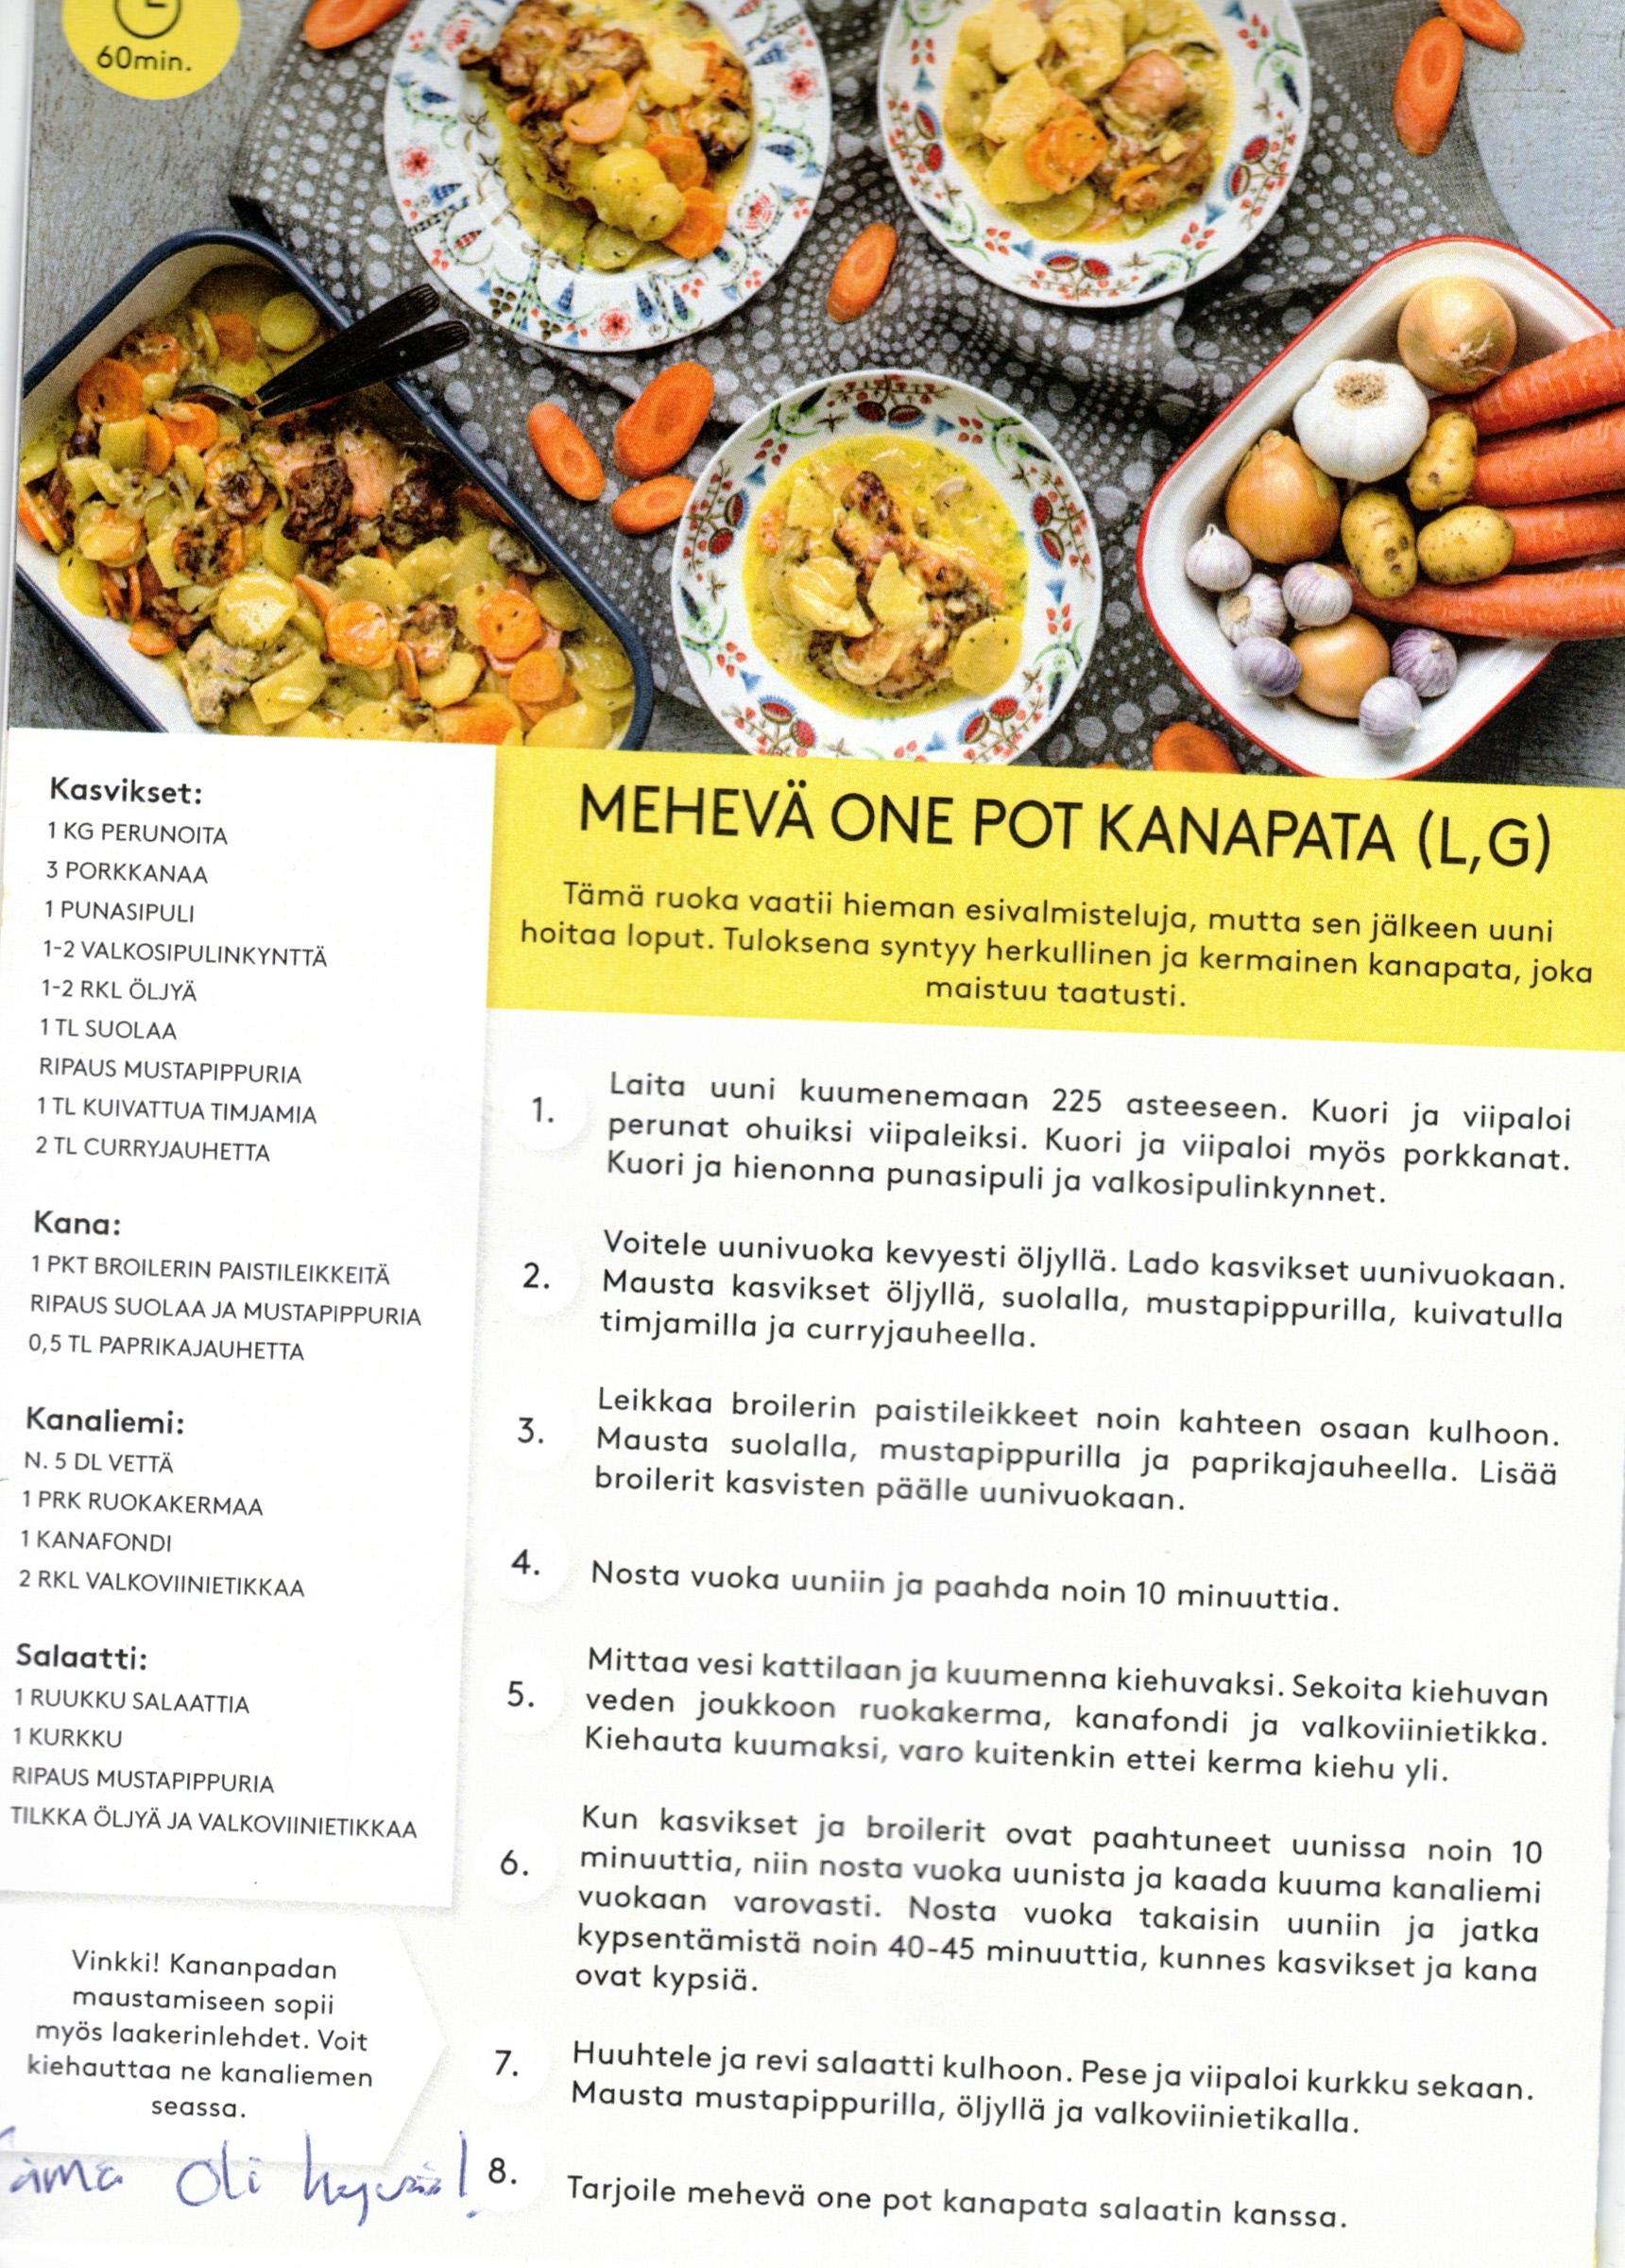 60min.
Kasvikset:
1 KG PERUNOITA
3 PORKKANAA
1 PUNASIPULI
1-2 VALKOSIPULINKYNTTÄ
1-2 RKL ÖLJYÄ
1 TL SUOLAA
RIPAUS MUSTAPIPPURIA
1 TL KUIVATTUA TIMJAMIA
2 TL CURRYJAUHETTA
Kana:
1 PKT BROILERIN PAISTILEIKKEITÄ
RIPAUS SUOLAA JA MUSTAPIPPURIA
0,5 TL PAPRIKAJAUHETTA
Kanaliemi:
N. 5 DL VETTÄ
1 PRK RUOKAKERMAA
1 KANAFONDI
2 RKL VALKOVIINIETIKKAA
Salaatti:
1 RUUKKU SALAATTIA
1 KURKKU
RIPAUS MUSTAPIPPURIA
TILKKA ÖLJYÄ JA VALKOVIINIETIKKAA
Vinkki! Kananpadan
maustamiseen sopii
myös laakerinlehdet. Voit
kiehauttaa ne kanaliemen
seassa.
Tämä oli hyvää!
MEHEVÄ ONE POT KANAPATA (L,G)
Tämä ruoka vaatii hieman esivalmisteluja, mutta sen jälkeen uuni
hoitaa loput. Tuloksena syntyy herkullinen ja kermainen kanapata, joka
maistuu taatusti.
1. Laita uuni kuumenemaan 225 asteeseen. Kuori ja viipaloi
perunat ohuiksi viipaleiksi. Kuori ja viipaloi myös porkkanat.
Kuori ja hienonna punasipuli ja valkosipulinkynnet.
2. Voitele uunivuoka kevyesti öljyllä. Lado kasvikset uunivuokaan.
Mausta kasvikset öljyllä, suolalla, mustapippurilla, kuivatulla
timjamilla ja curryjauheella.
3. Leikkaa broilerin paistileikkeet noin kahteen osaan kulhoon.
Mausta suolalla, mustapippurilla ja paprikajauheella. Lisää
broilerit kasvisten päälle uunivuokaan.
4. Nosta vuoka uuniin ja paahda noin 10 minuuttia.
5. Mittaa vesi kattilaan ja kuumenna kiehuvaksi. Sekoita kiehuvan
veden joukkoon ruokakerma, kanafondi ja valkoviinietikka.
Kiehauta kuumaksi, varo kuitenkin ettei kerma kiehu yli.
6. Kun kasvikset ja broilerit ovat paahtuneet uunissa noin 10
minuuttia, niin nosta vuoka uunista ja kaada kuuma kanaliemi
vuokaan varovasti. Nosta vuoka takaisin uuniin ja jatka
kypsentämistä noin 40-45 minuuttia, kunnes kasvikset ja kana
ovat kypsiä.
7. Huuhtele ja revi salaatti kulhoon. Pese ja viipaloi kurkku sekaan.
Mausta mustapippurilla, öljyllä ja valkoviinietikalla.
8. Tarjoile mehevä one pot kanapata salaatin kanssa.